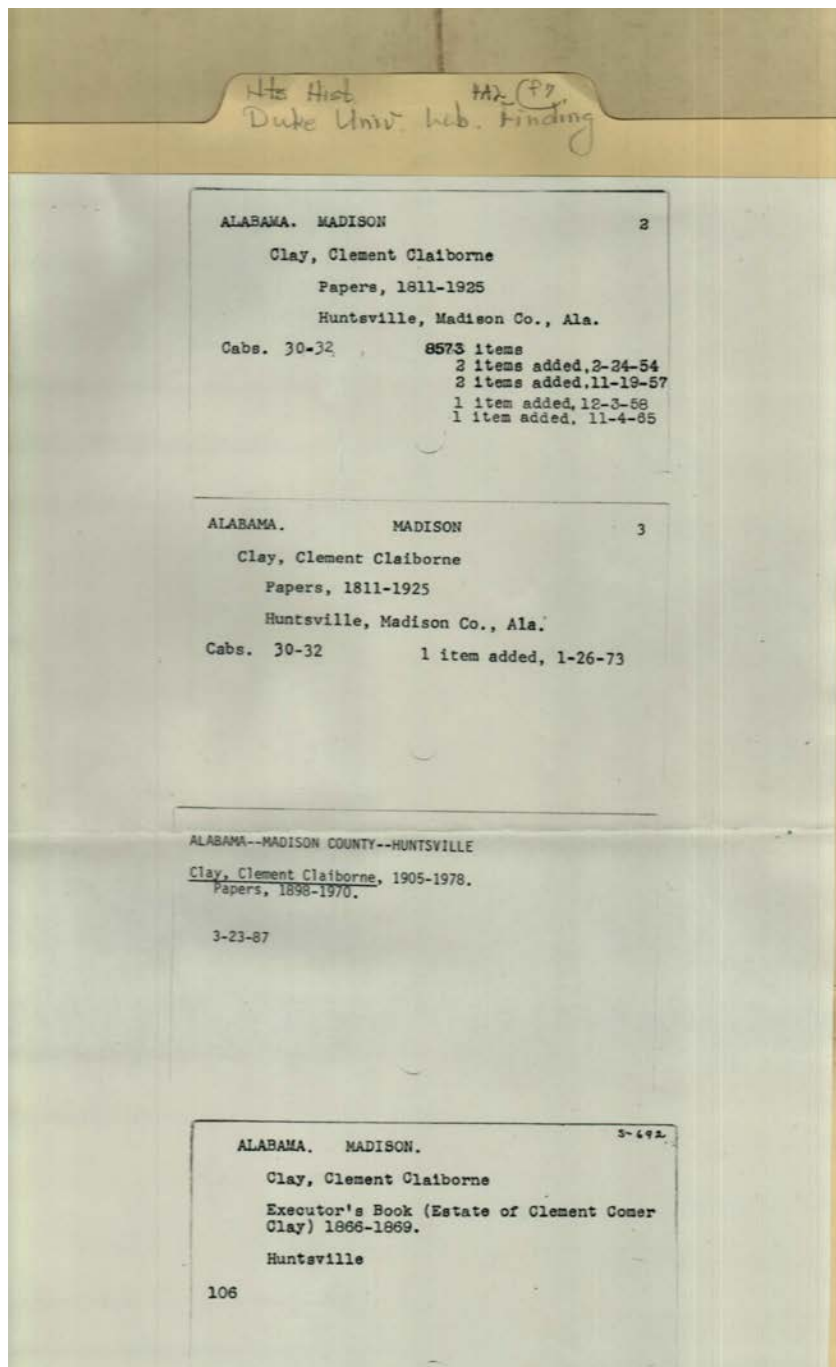 Hts Hist
Duke Univ. Lib. Finding
ALABAMA. MADISON 2
Clay, Clement Claiborne
Papers, 1811-1925
Huntsville, Madison Co., Ala.
Cabs. 30-32 8573 items
2 items added,2-24-54
2 items added,11-19-57
1 item added,12-3-58
1 item added, 11-4-65
ALABAMA. MADISON 3
Clay, Clement Claiborne
Papers, 1811-1925
Huntsville, Madison Co., Ala.
Cabs. 30-32 1 item added, 1-26-73
ALABAMA--MADISON COUNTY--HUNTSVILLE
Clay, Clement Claiborne, 1905-1978.
Papers, 1898-1970.
3-23-87
S-692
ALABAMA. MADISON.
Clay, Clement Claiborne
Executor's Book (Estate of Clement Comer
Clay) 1866-1869.
Huntsville
106